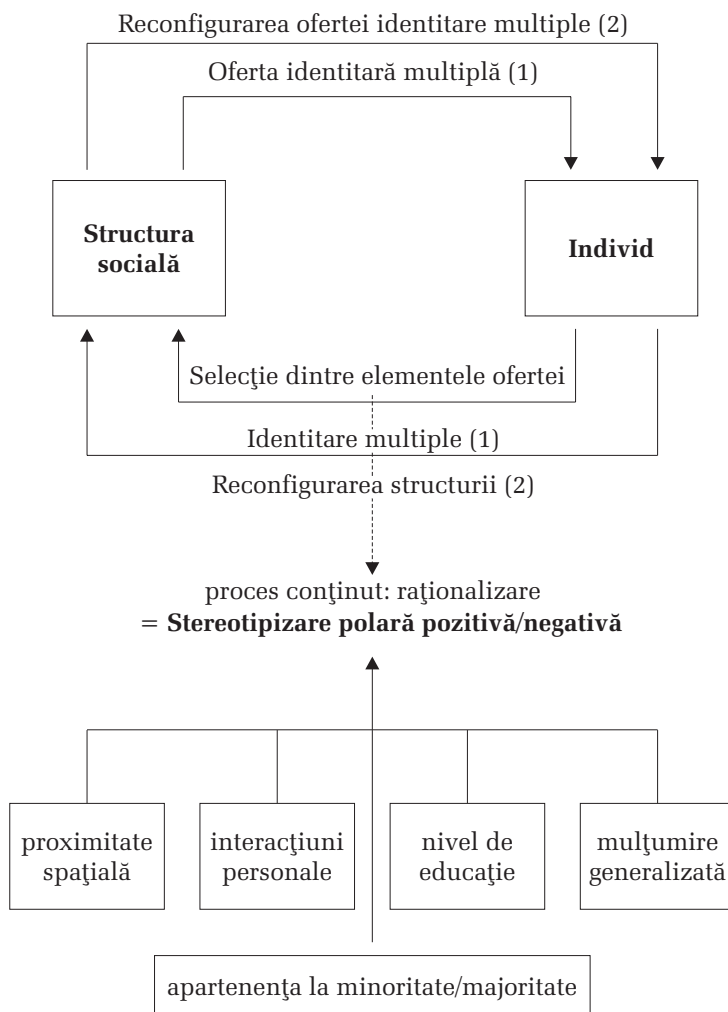 Reconfigurarea ofertei identitare multiple (2)
Oferta identitară multiplă (1)
Structura
socială
Individ
Selecţie dintre elementele ofertei
Identitare multiple (1)
Reconfigurarea structurii (2)
proces conţinut: raţionalizare
= Stereotipizare polară pozitivă/negativă
proximitate
spaţială
interacţiuni
personale
nivel de
educaţie
mulţumire
generalizată
apartenenţa la minoritate/majoritate